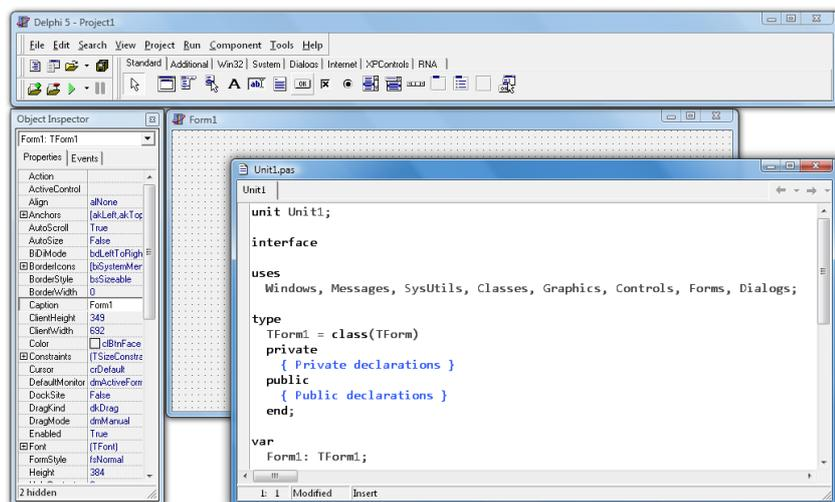 Delphi 5 - Project1
File Edit Search View Project Run Component Tools Help
Standard Additional Win32 System Dialogs Internet XPControls RNA
OK
Object Inspector
Form1: TForm1
Properties Events
Action
ActiveControl
Align alNone
Anchors [akLeft,akTop
AutoScroll True
AutoSize False
BiDiMode bdLeftToRigh
BorderIcons [biSystemMer
BorderStyle bsSizeable
BorderWidth 0
Caption Form1
ClientHeight 349
ClientWidth 692
Color clBtnFace
Constraints (TSizeConstra
Cursor crDefault
DefaultMonitor dmActiveForm
DockSite False
DragKind dkDrag
DragMode dmManual
Enabled True
Font (TFont)
FormStyle fsNormal
Height 384
2 hidden
Form1
Unit1.pas
Unit1
unit Unit1;
interface
uses
Windows, Messages, SysUtils, Classes, Graphics, Controls, Forms, Dialogs;
type
TForm1 = class(TForm)
private
{ Private declarations }
public
{ Public declarations }
end;
var
Form1: TForm1;
1: 1 Modified Insert